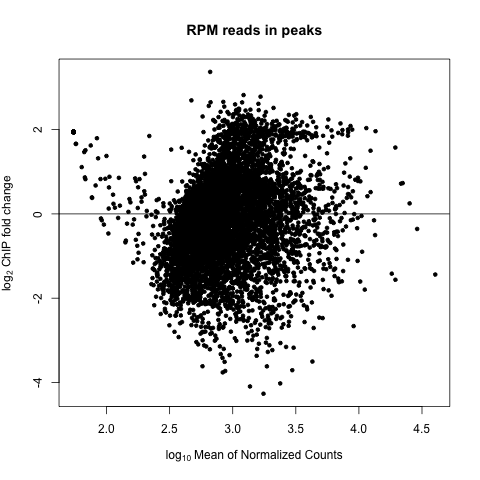 RPM reads in peaks
log₂ ChIP fold change
2
0
-2
-4
2.0 2.5 3.0 3.5 4.0 4.5
log₁₀ Mean of Normalized Counts